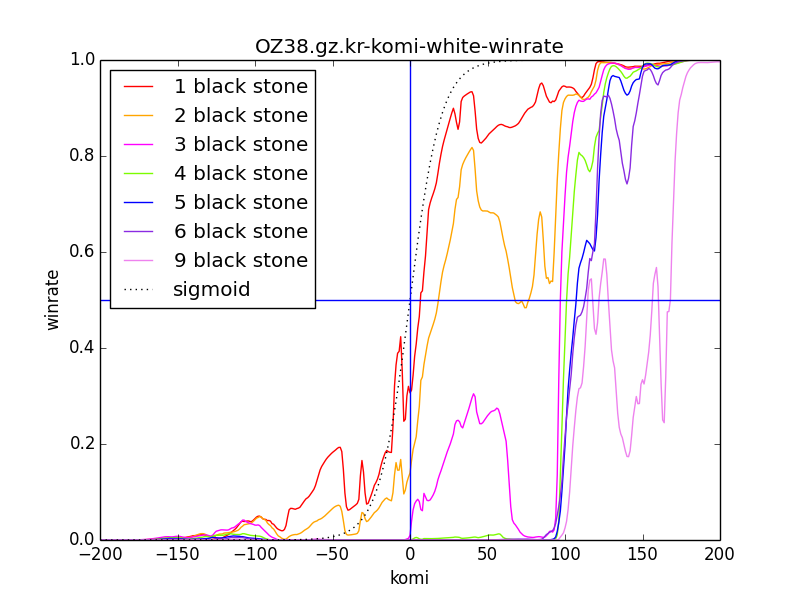 OZ38.gz.kr-komi-white-winrate
1.0
0.8
0.6
0.4
0.2
0.0
winrate
1 black stone
2 black stone
3 black stone
4 black stone
5 black stone
6 black stone
9 black stone
sigmoid
−200 −150 −100 −50 0 50 100 150 200
komi